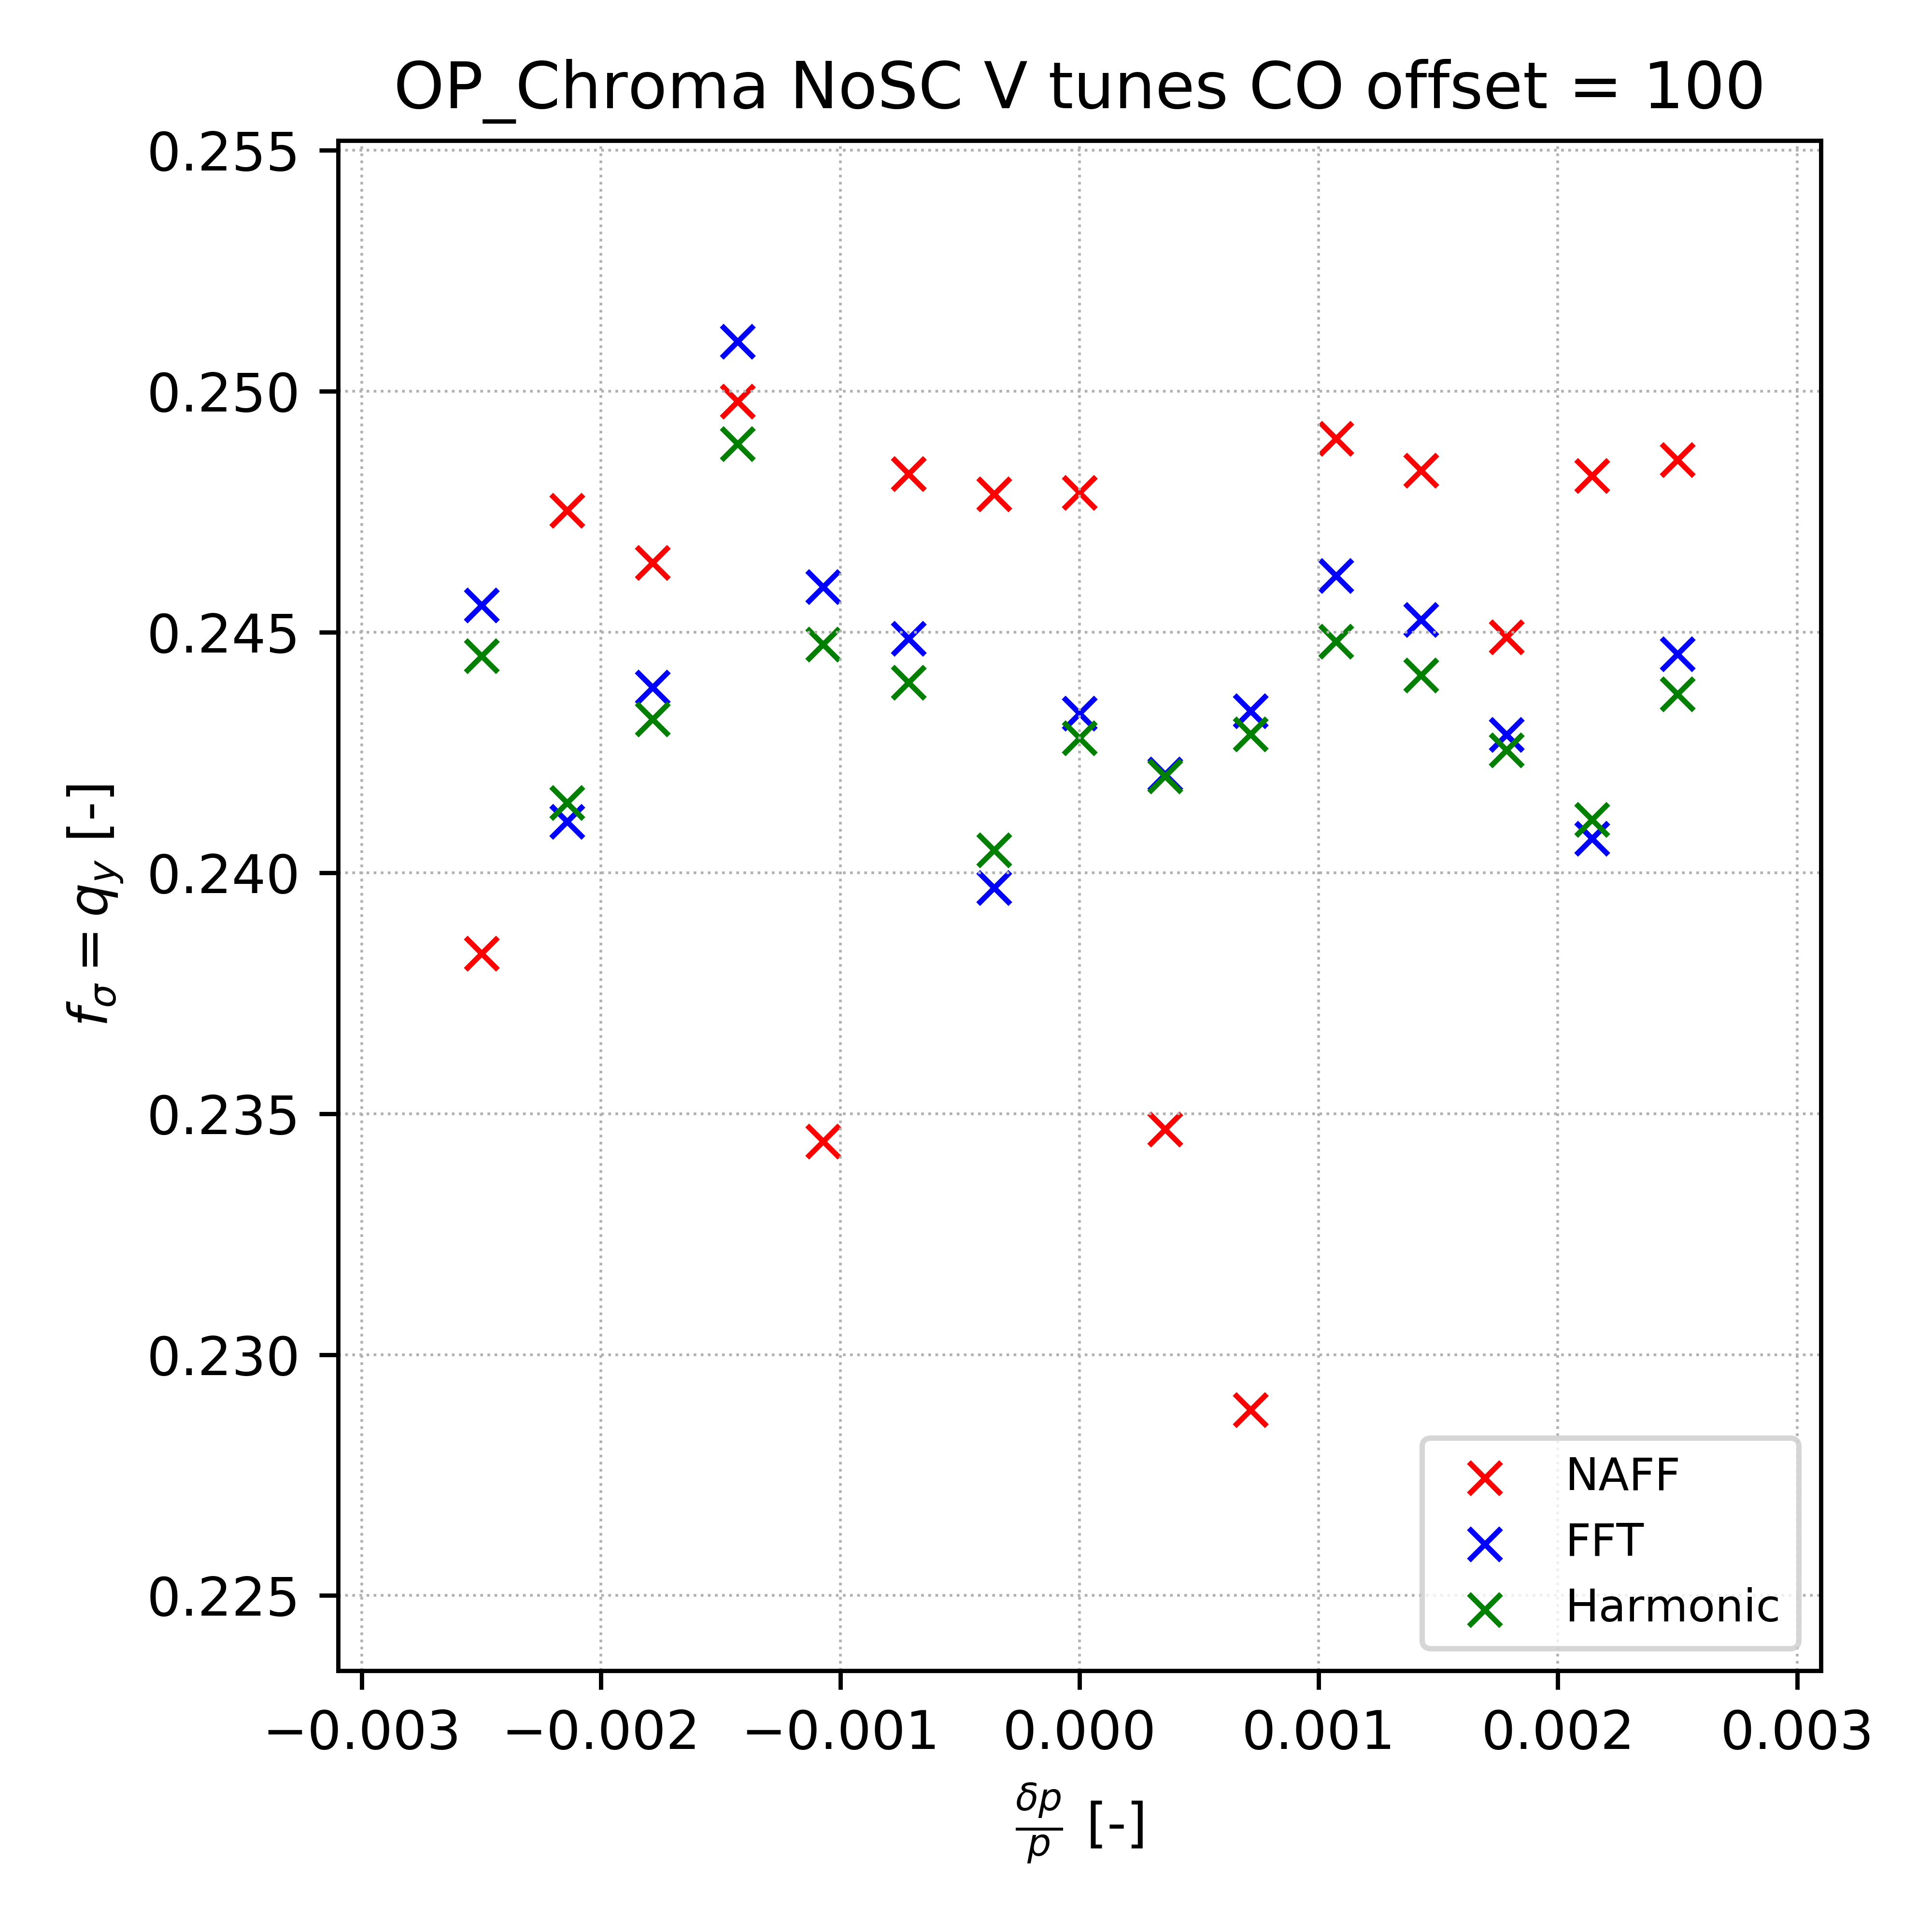 OP_Chroma NoSC V tunes CO offset = 100
0.255
0.250
0.245
0.240
0.235
0.230
0.225
f_σ = q_y [-]
−0.003 −0.002 −0.001 0.000 0.001 0.002 0.003
δp/p [-]
NAFF
FFT
Harmonic